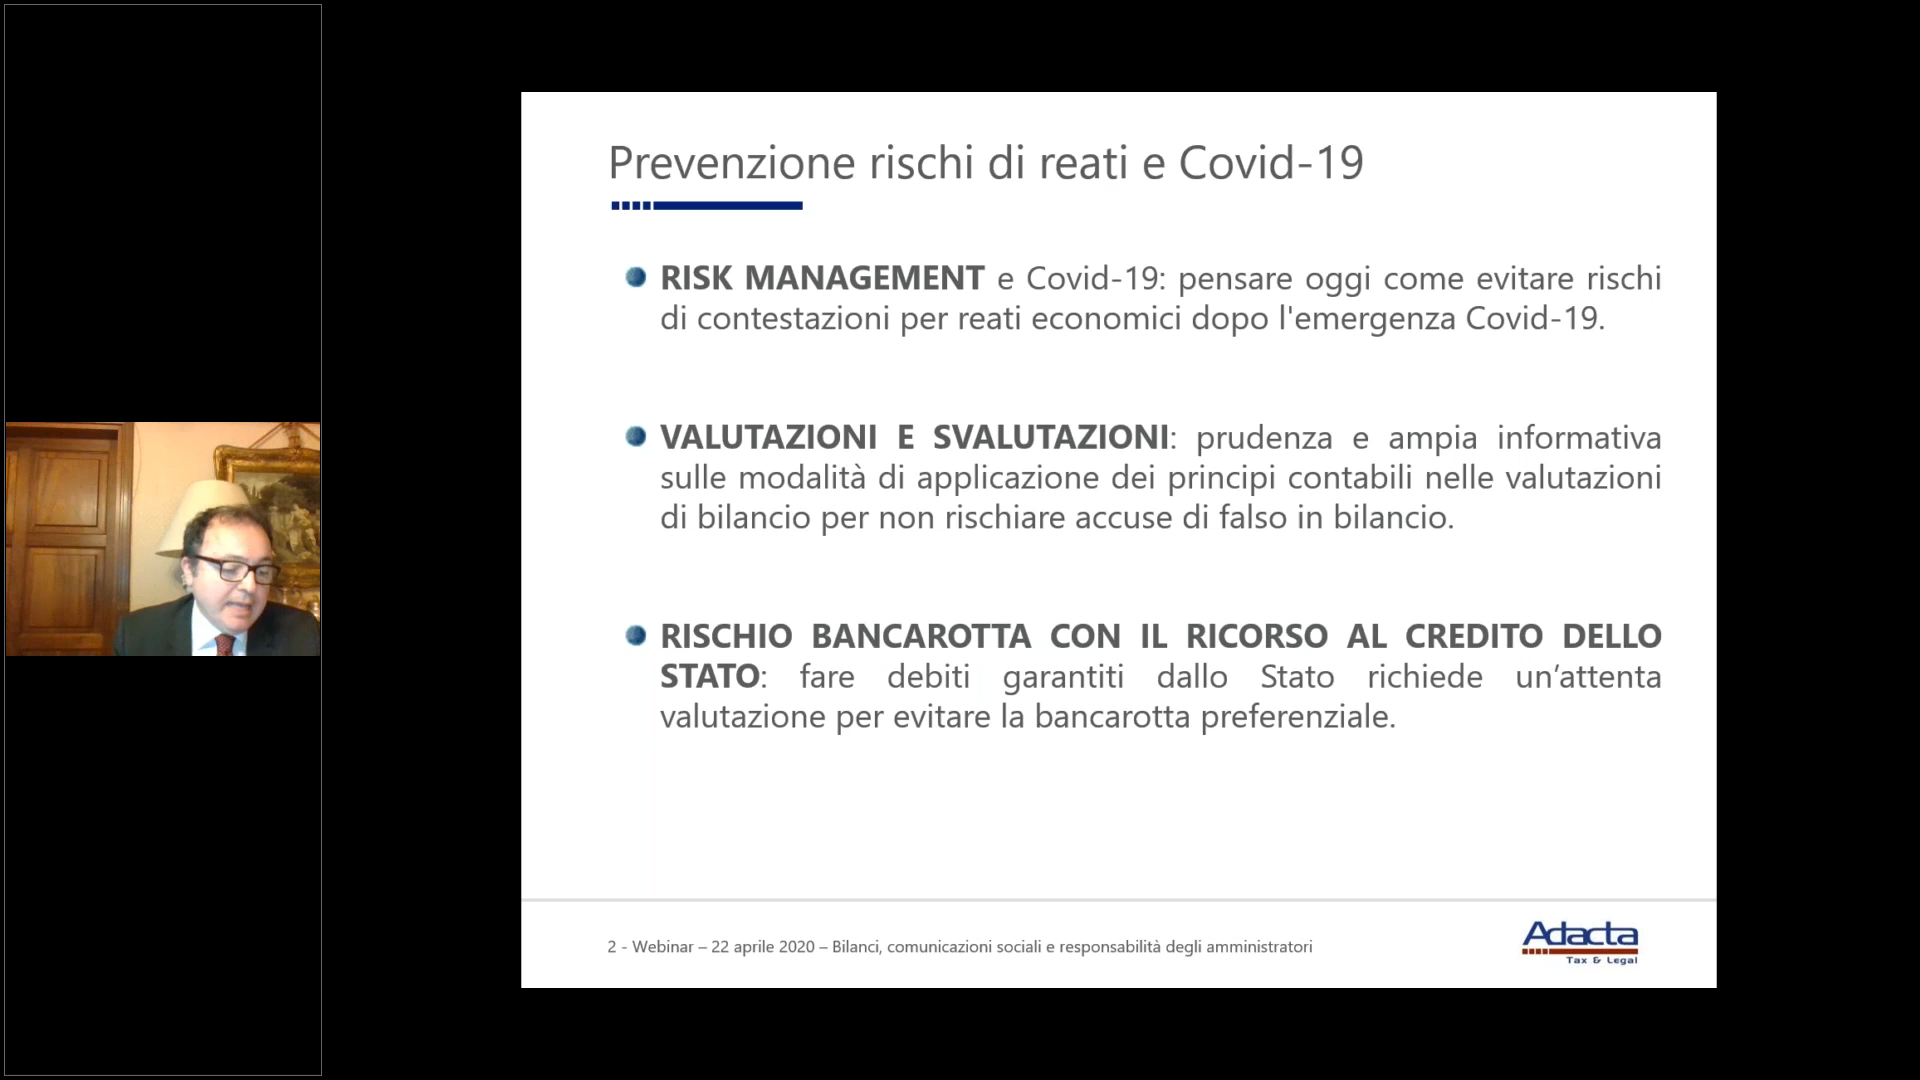 Prevenzione rischi di reati e Covid-19
RISK MANAGEMENT e Covid-19: pensare oggi come evitare rischi
di contestazioni per reati economici dopo l'emergenza Covid-19.
VALUTAZIONI E SVALUTAZIONI: prudenza e ampia informativa
sulle modalità di applicazione dei principi contabili nelle valutazioni
di bilancio per non rischiare accuse di falso in bilancio.
RISCHIO BANCAROTTA CON IL RICORSO AL CREDITO DELLO
STATO: fare debiti garantiti dallo Stato richiede un’attenta
valutazione per evitare la bancarotta preferenziale.
2 - Webinar – 22 aprile 2020 – Bilanci, comunicazioni sociali e responsabilità degli amministratori
Adacta
Tax & Legal